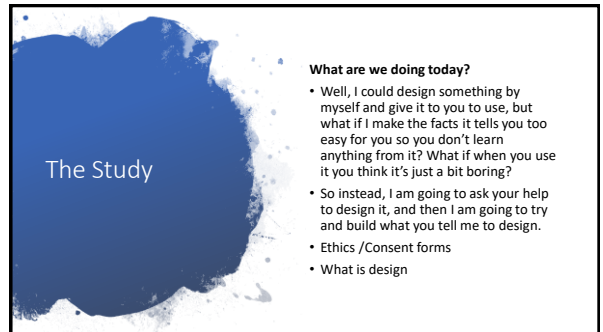 The Study
What are we doing today?
• Well, I could design something by
myself and give it to you to use, but
what if I make the facts it tells you too
easy for you so you don't learn
anything from it? What if when you use
it you think it's just a bit boring?
• So instead, I am going to ask your help
to design it, and then I am going to try
and build what you tell me to design.
• Ethics /Consent forms
• What is design